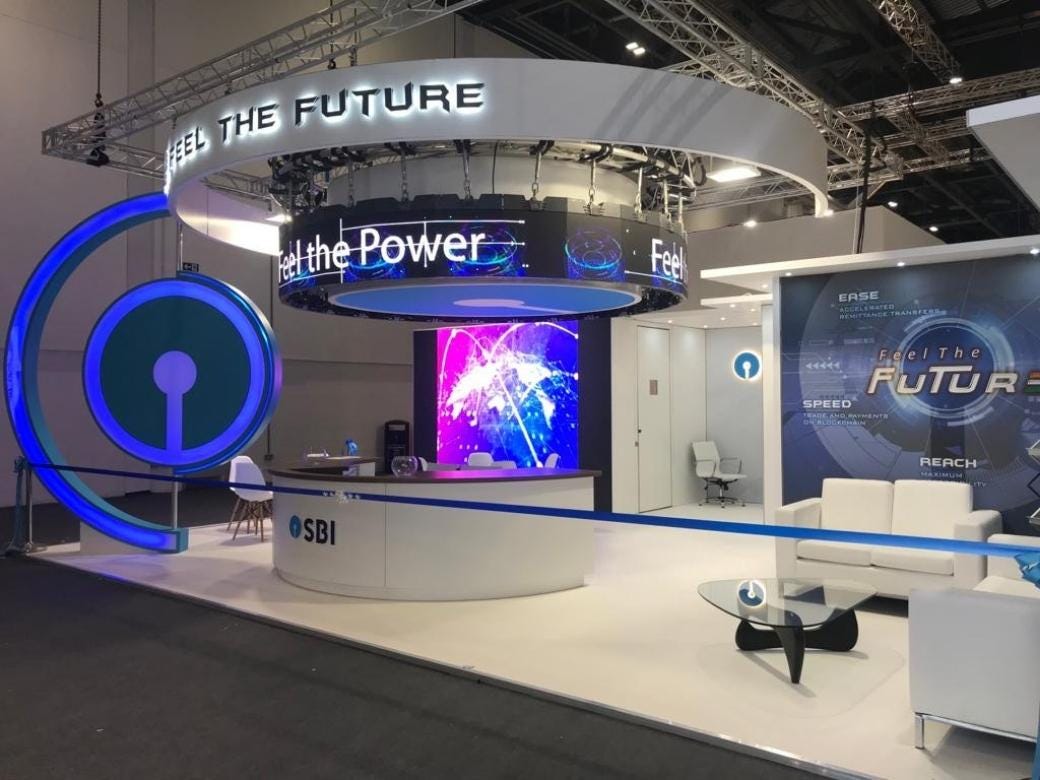 FEEL THE FUTURE
Feel the Power
Feel
EASE
ACCELERATED
REMITTANCE TRANSFERS
Feel The
FUTUR
SPEED
TRADE AND PAYMENTS
ON BLOCKCHAIN
REACH
MAXIMUM
SBI